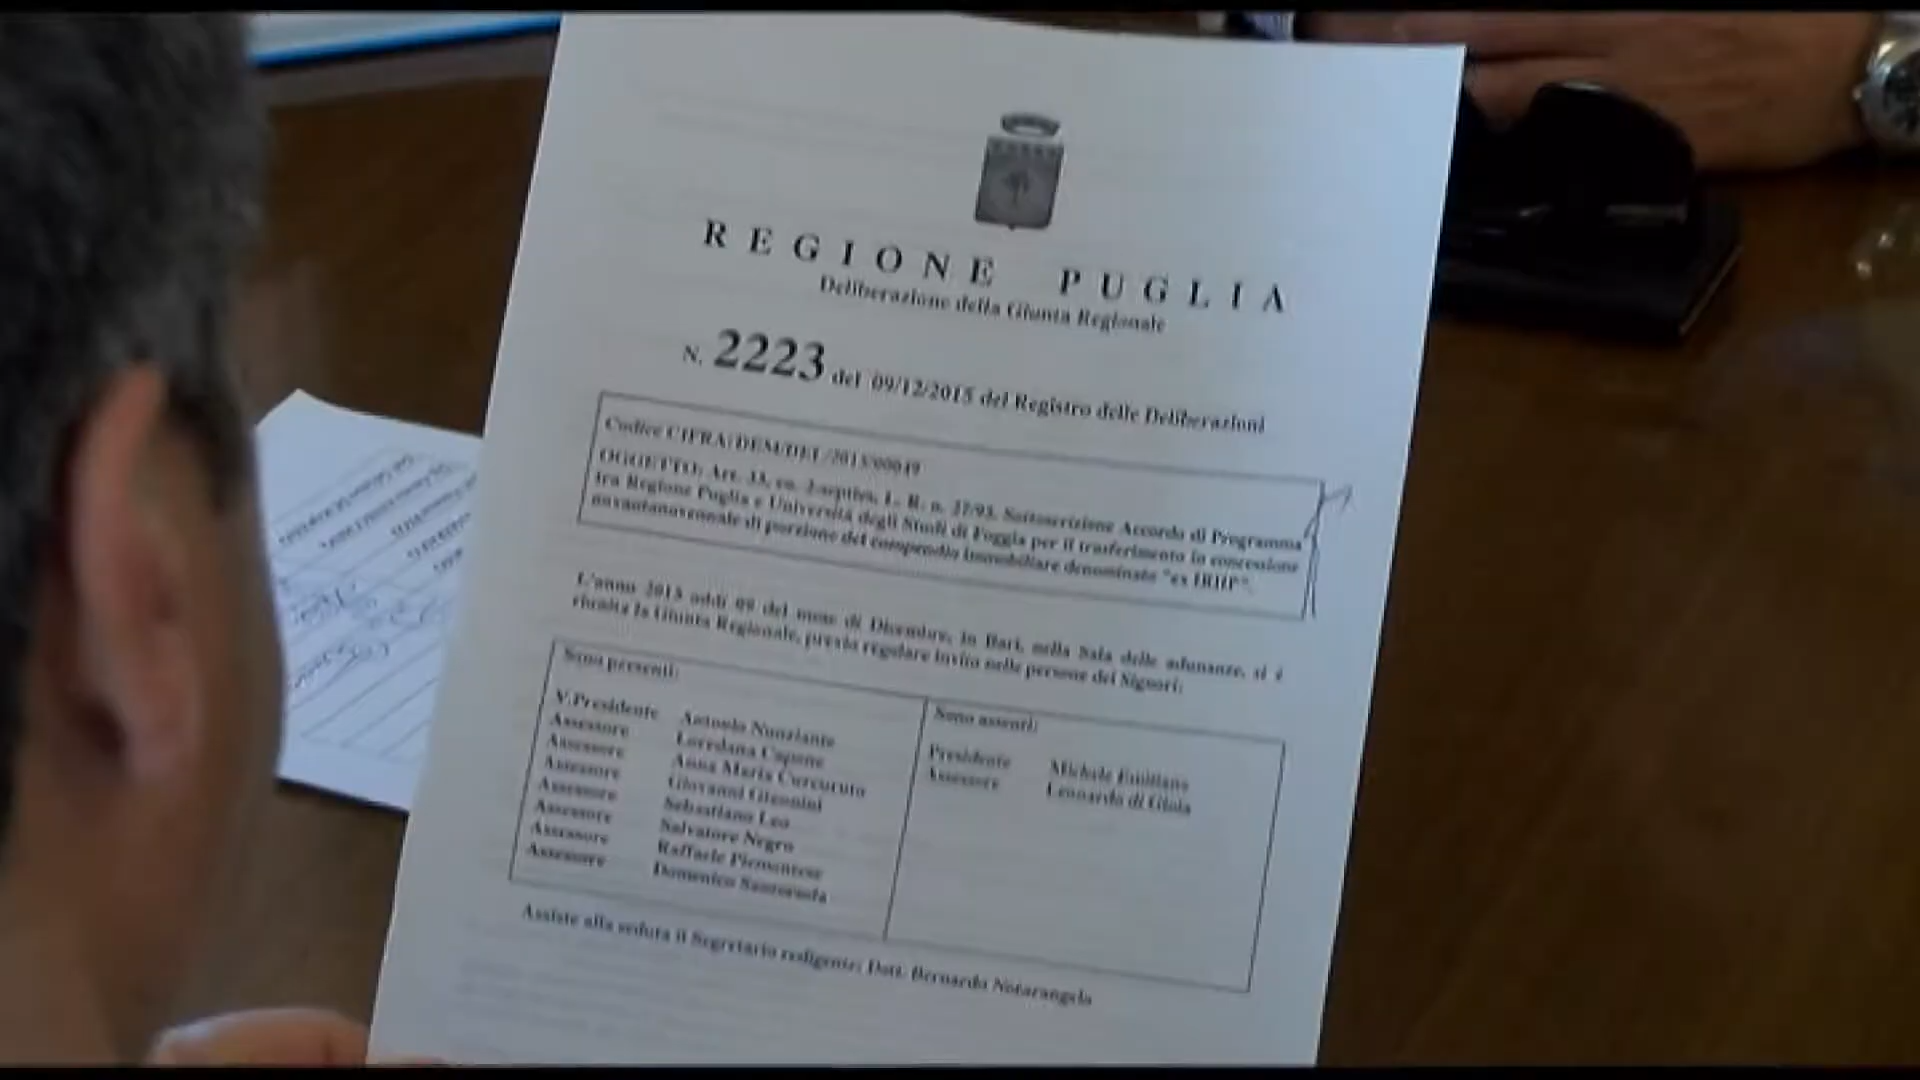 REGIONE PUGLIA
Deliberazione della Giunta Regionale
N. 2223 del 09/12/2015 del Registro delle Deliberazioni
Codice CIFRA: DEM/DEL/2015/00049
OGGETTO: Art. 33, co. 2-septies, L. R. n. 27/95. Sottoscrizione Accordo di Programma
tra Regione Puglia e Università degli Studi di Foggia per il trasferimento in concessione
novantanovennale di porzione del compendio immobiliare denominato "ex IRIIP".
L'anno 2015 addì 09 del mese di Dicembre, in Bari, nella Sala delle adunanze, si è
riunita la Giunta Regionale, previo regolare invito nelle persone dei Signori:
Sono presenti:
V.Presidente Antonio Nunziante
Assessore Loredana Capone
Assessore Anna Maria Curcuruto
Assessore Giovanni Giannini
Assessore Sebastiano Leo
Assessore Salvatore Negro
Assessore Raffaele Piemontese
Assessore Domenico Santorsola
Sono assenti:
Presidente Michele Emiliano
Assessore Leonardo di Gioia
Assiste alla seduta il Segretario redigente: Dott. Bernardo Notarangelo